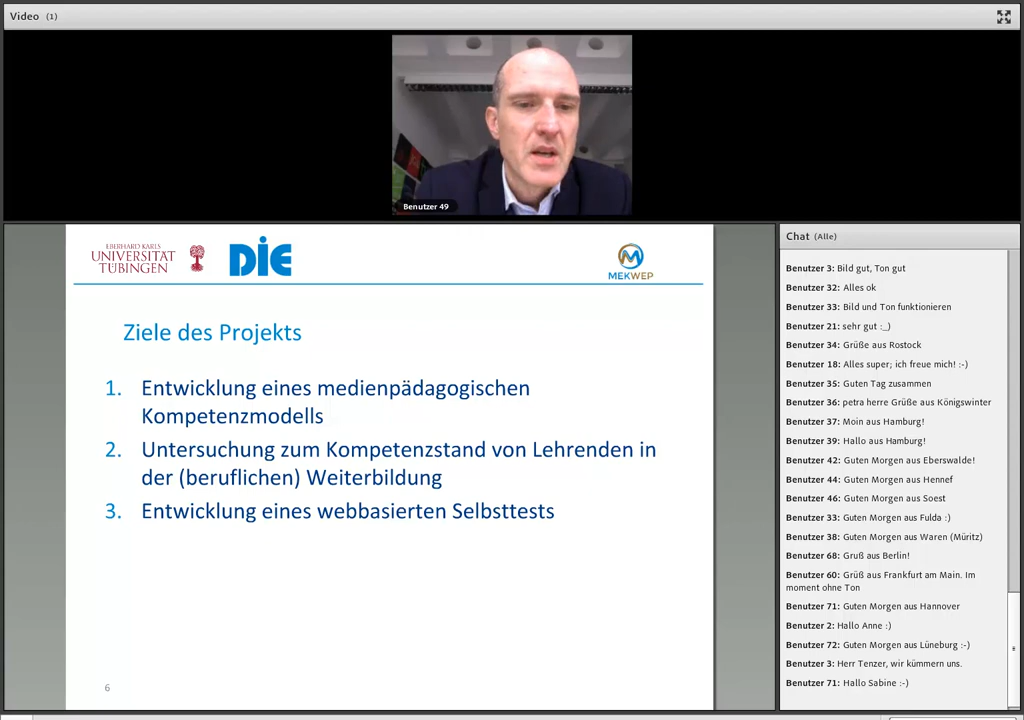 Video (1)
Benutzer 49
EBERHARD KARLS
UNIVERSITÄT
TÜBINGEN
DIE
MEKWEP
Ziele des Projekts
1. Entwicklung eines medienpädagogischen
Kompetenzmodells
2. Untersuchung zum Kompetenzstand von Lehrenden in
der (beruflichen) Weiterbildung
3. Entwicklung eines webbasierten Selbsttests
6
Chat (Alle)
Benutzer 3: Bild gut, Ton gut
Benutzer 32: Alles ok
Benutzer 33: Bild und Ton funktionieren
Benutzer 21: sehr gut :_)
Benutzer 34: Grüße aus Rostock
Benutzer 18: Alles super; ich freue mich! :-)
Benutzer 35: Guten Tag zusammen
Benutzer 36: petra herre Grüße aus Königswinter
Benutzer 37: Moin aus Hamburg!
Benutzer 39: Hallo aus Hamburg!
Benutzer 42: Guten Morgen aus Eberswalde!
Benutzer 44: Guten Morgen aus Hennef
Benutzer 46: Guten Morgen aus Soest
Benutzer 33: Guten Morgen aus Fulda :)
Benutzer 38: Guten Morgen aus Waren (Müritz)
Benutzer 68: Gruß aus Berlin!
Benutzer 60: Grüß aus Frankfurt am Main. Im
moment ohne Ton
Benutzer 71: Guten Morgen aus Hannover
Benutzer 2: Hallo Anne :)
Benutzer 72: Guten Morgen aus Lüneburg :-)
Benutzer 3: Herr Tenzer, wir kümmern uns.
Benutzer 71: Hallo Sabine :-)